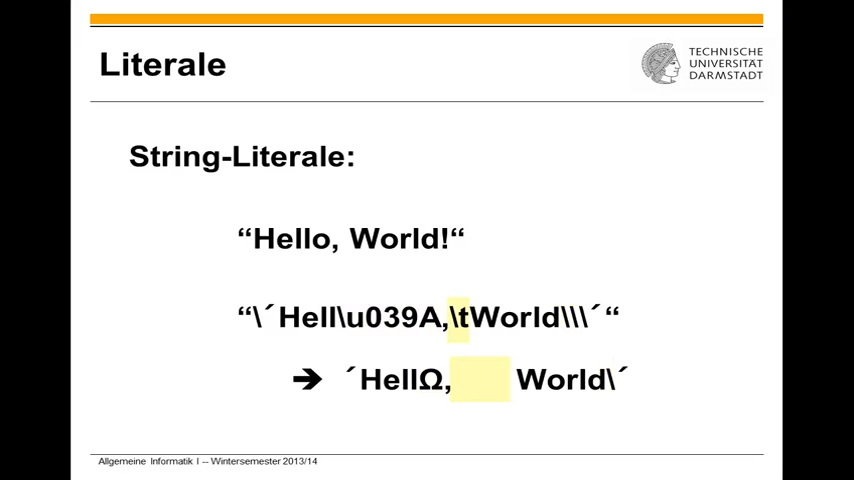 Literale
TECHNISCHE
UNIVERSITÄT
DARMSTADT
String-Literale:
“Hello, World!“
“\´Hell\u039A,\tWorld\\\´“
➔ ´HellΩ, World\´
Allgemeine Informatik I -- Wintersemester 2013/14